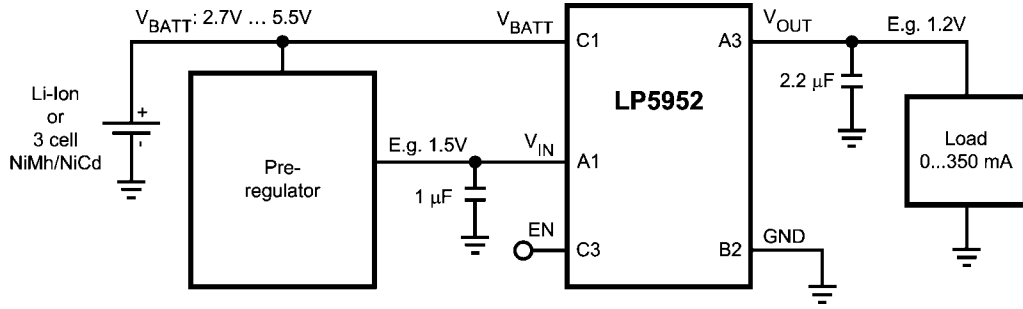 VBATT: 2.7V ... 5.5V
VBATT
C1
A3
VOUT
E.g. 1.2V
Li-Ion
or
3 cell
NiMh/NiCd
+
-
Pre-
regulator
E.g. 1.5V
VIN
A1
1 μF
EN
C3
LP5952
2.2 μF
Load
0...350 mA
B2
GND